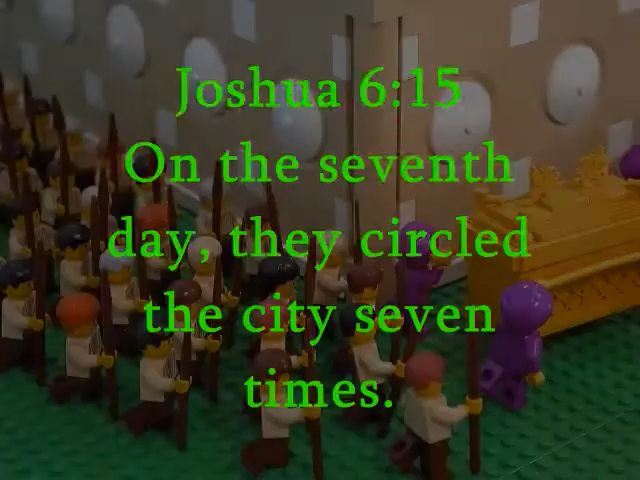 Joshua 6:15
On the seventh
day, they circled
the city seven
times.